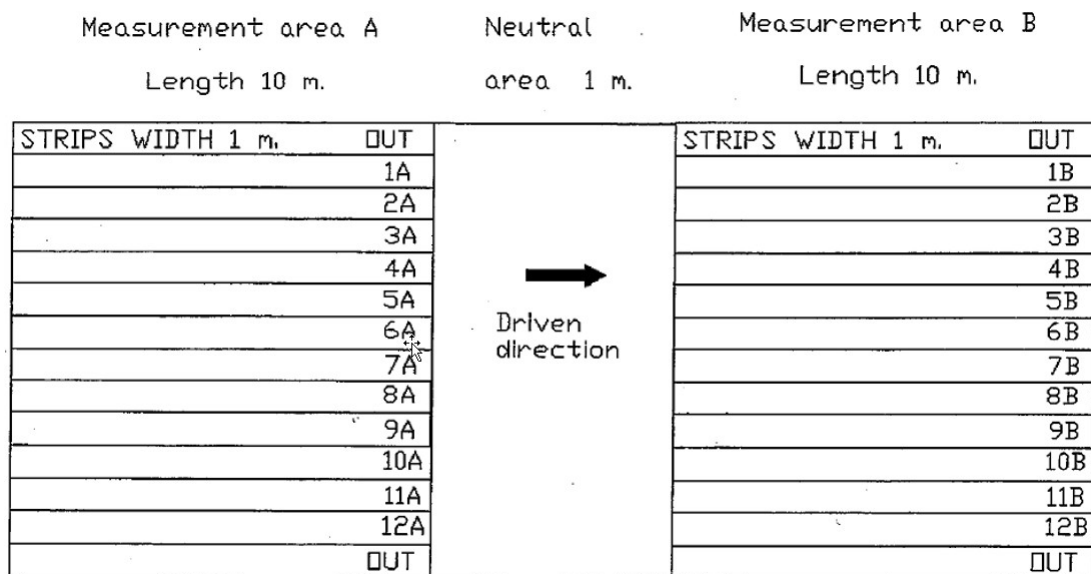 Measurement area A
Length 10 m.
Neutral
area 1 m.
Measurement area B
Length 10 m.
STRIPS WIDTH 1 m. OUT
1A
2A
3A
4A
5A
6A
7A
8A
9A
10A
11A
12A
OUT
Driven
direction
STRIPS WIDTH 1 m. OUT
1B
2B
3B
4B
5B
6B
7B
8B
9B
10B
11B
12B
OUT